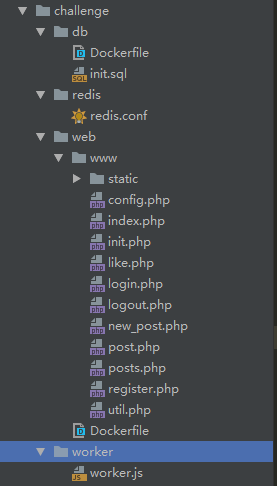 challenge
db
Dockerfile
init.sql
redis
redis.conf
web
www
static
config.php
index.php
init.php
like.php
login.php
logout.php
new_post.php
post.php
posts.php
register.php
util.php
Dockerfile
worker
worker.js